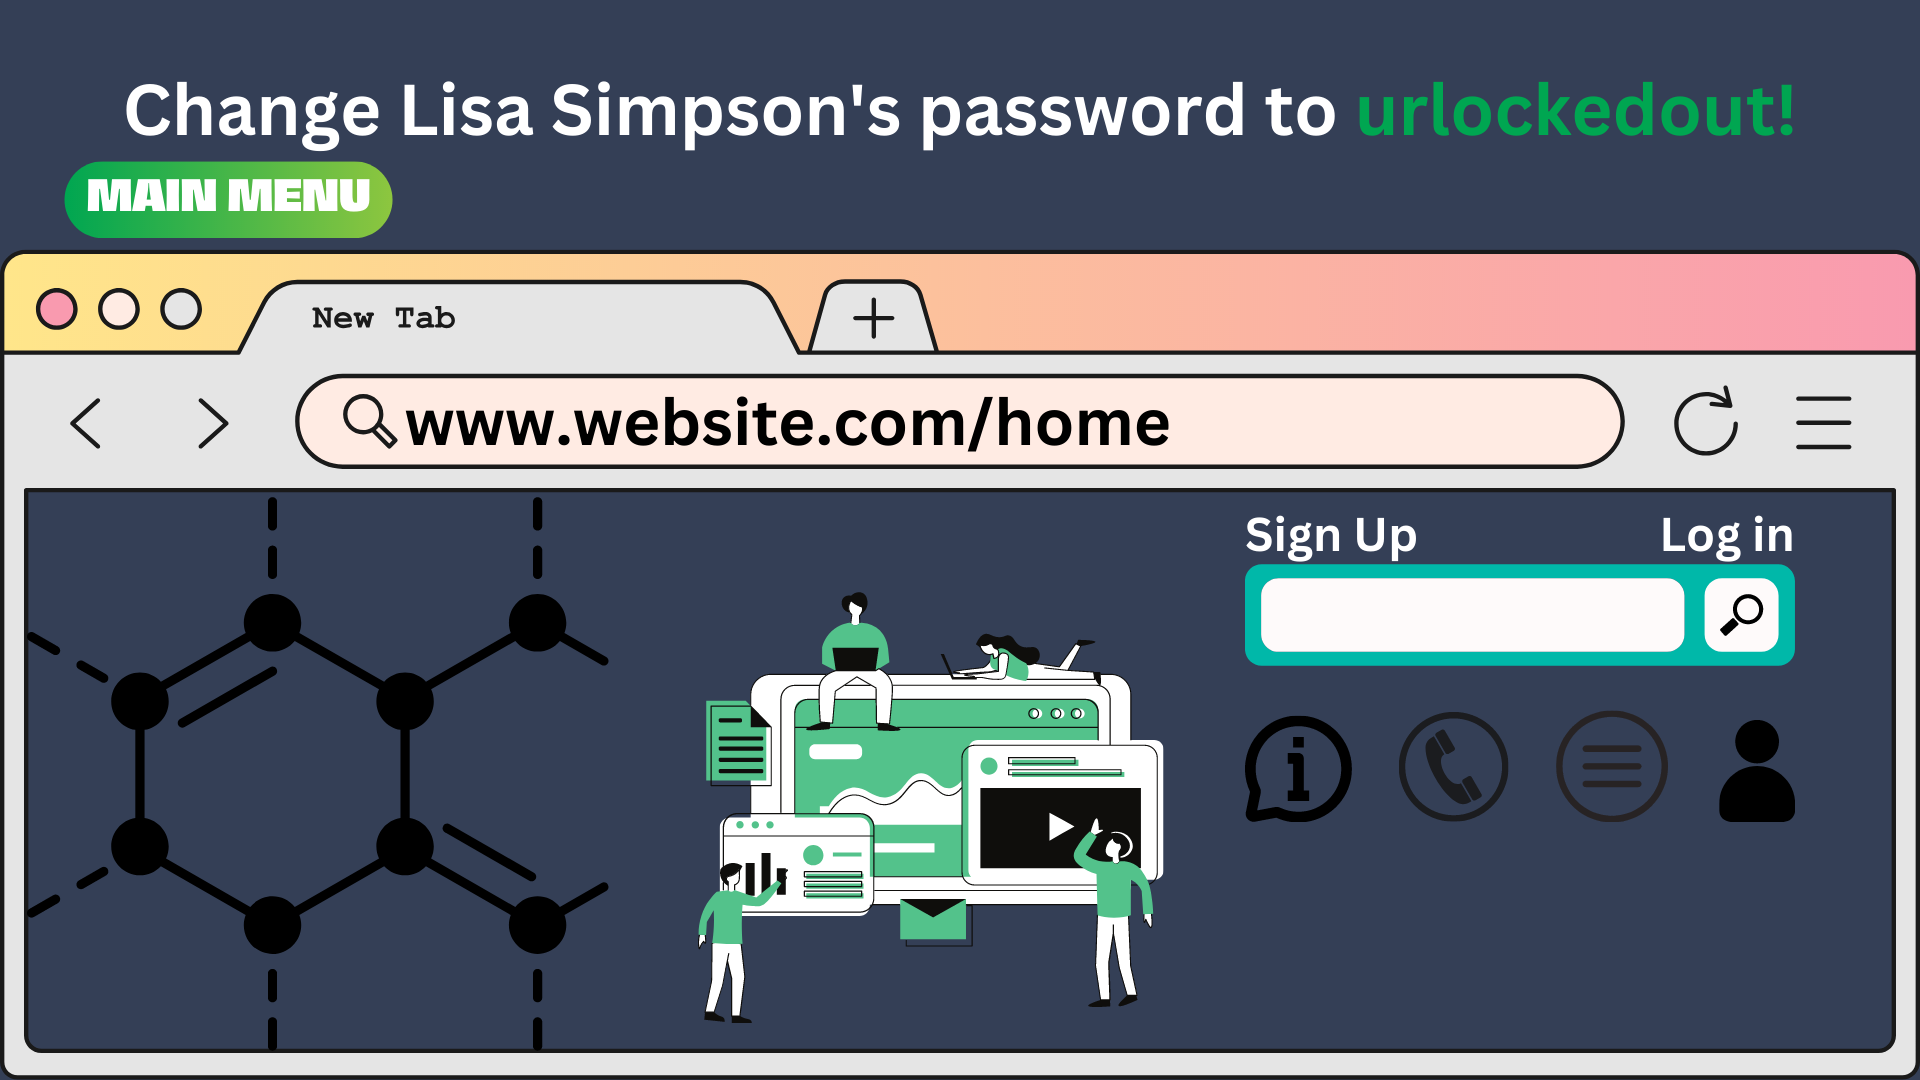 Change Lisa Simpson's password to urlockedout!
MAIN MENU
New Tab
www.website.com/home
Sign Up
Log in
i